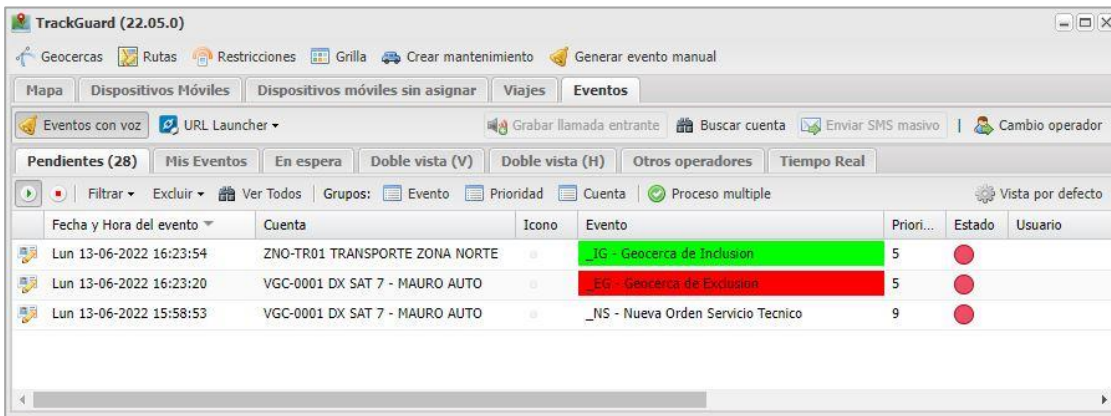 TrackGuard (22.05.0)
Geocercas Rutas Restricciones Grilla Crear mantenimiento Generar evento manual
Mapa Dispositivos Móviles Dispositivos móviles sin asignar Viajes Eventos
Eventos con voz URL Launcher Grabar llamada entrante Buscar cuenta Enviar SMS masivo | Cambio operador
Pendientes (28) Mis Eventos En espera Doble vista (V) Doble vista (H) Otros operadores Tiempo Real
Filtrar Excluir Ver Todos Grupos: Evento Prioridad Cuenta Proceso multiple Vista por defecto
Fecha y Hora del evento Cuenta Icono Evento Priori... Estado Usuario
Lun 13-06-2022 16:23:54 ZNO-TR01 TRANSPORTE ZONA NORTE _IG - Geocerca de Inclusion 5
Lun 13-06-2022 16:23:20 VGC-0001 DX SAT 7 - MAURO AUTO _EG - Geocerca de Exclusion 5
Lun 13-06-2022 15:58:53 VGC-0001 DX SAT 7 - MAURO AUTO _NS - Nueva Orden Servicio Tecnico 9